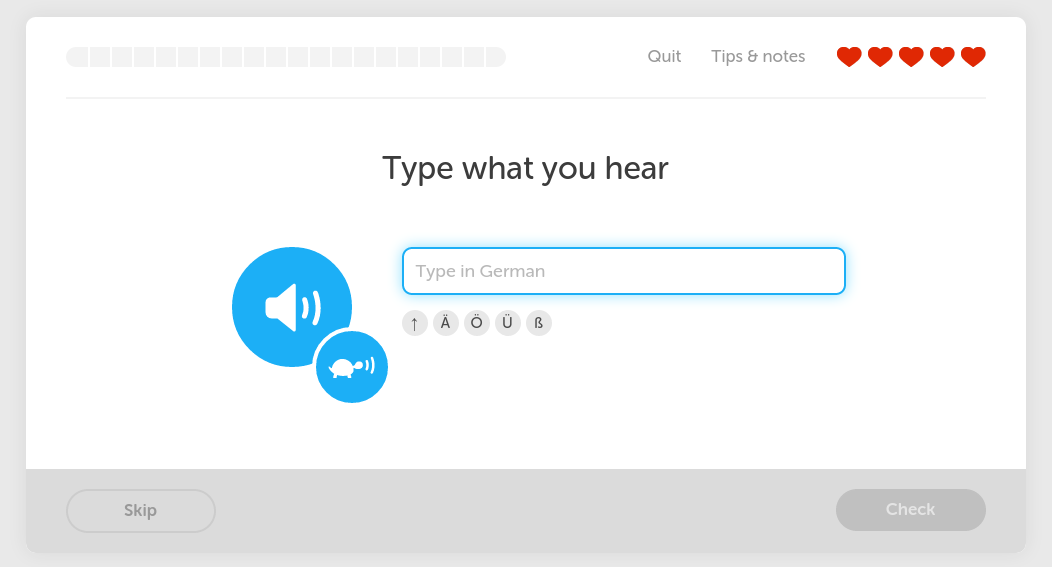 Quit Tips & notes
Type what you hear
Type in German
↑ Ä Ö Ü ß
Skip
Check